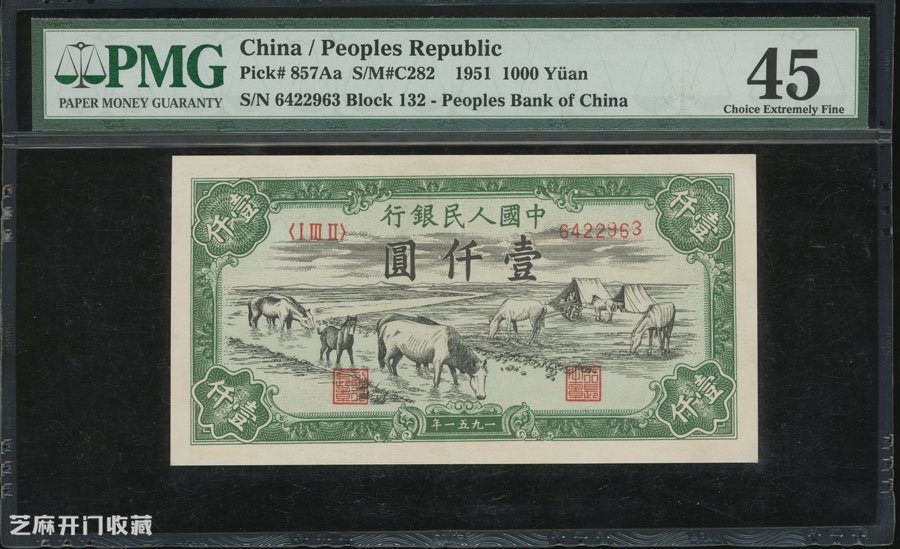 PMG
PAPER MONEY GUARANTY
China / Peoples Republic
Pick# 857Aa S/M#C282 1951 1000 Yüan
S/N 6422963 Block 132 - Peoples Bank of China
45
Choice Extremely Fine
壹仟
壹仟
行銀民人國中
〈I III II〉
6422963
圓仟壹
壹仟
壹仟
年一五九一
芝麻开门收藏